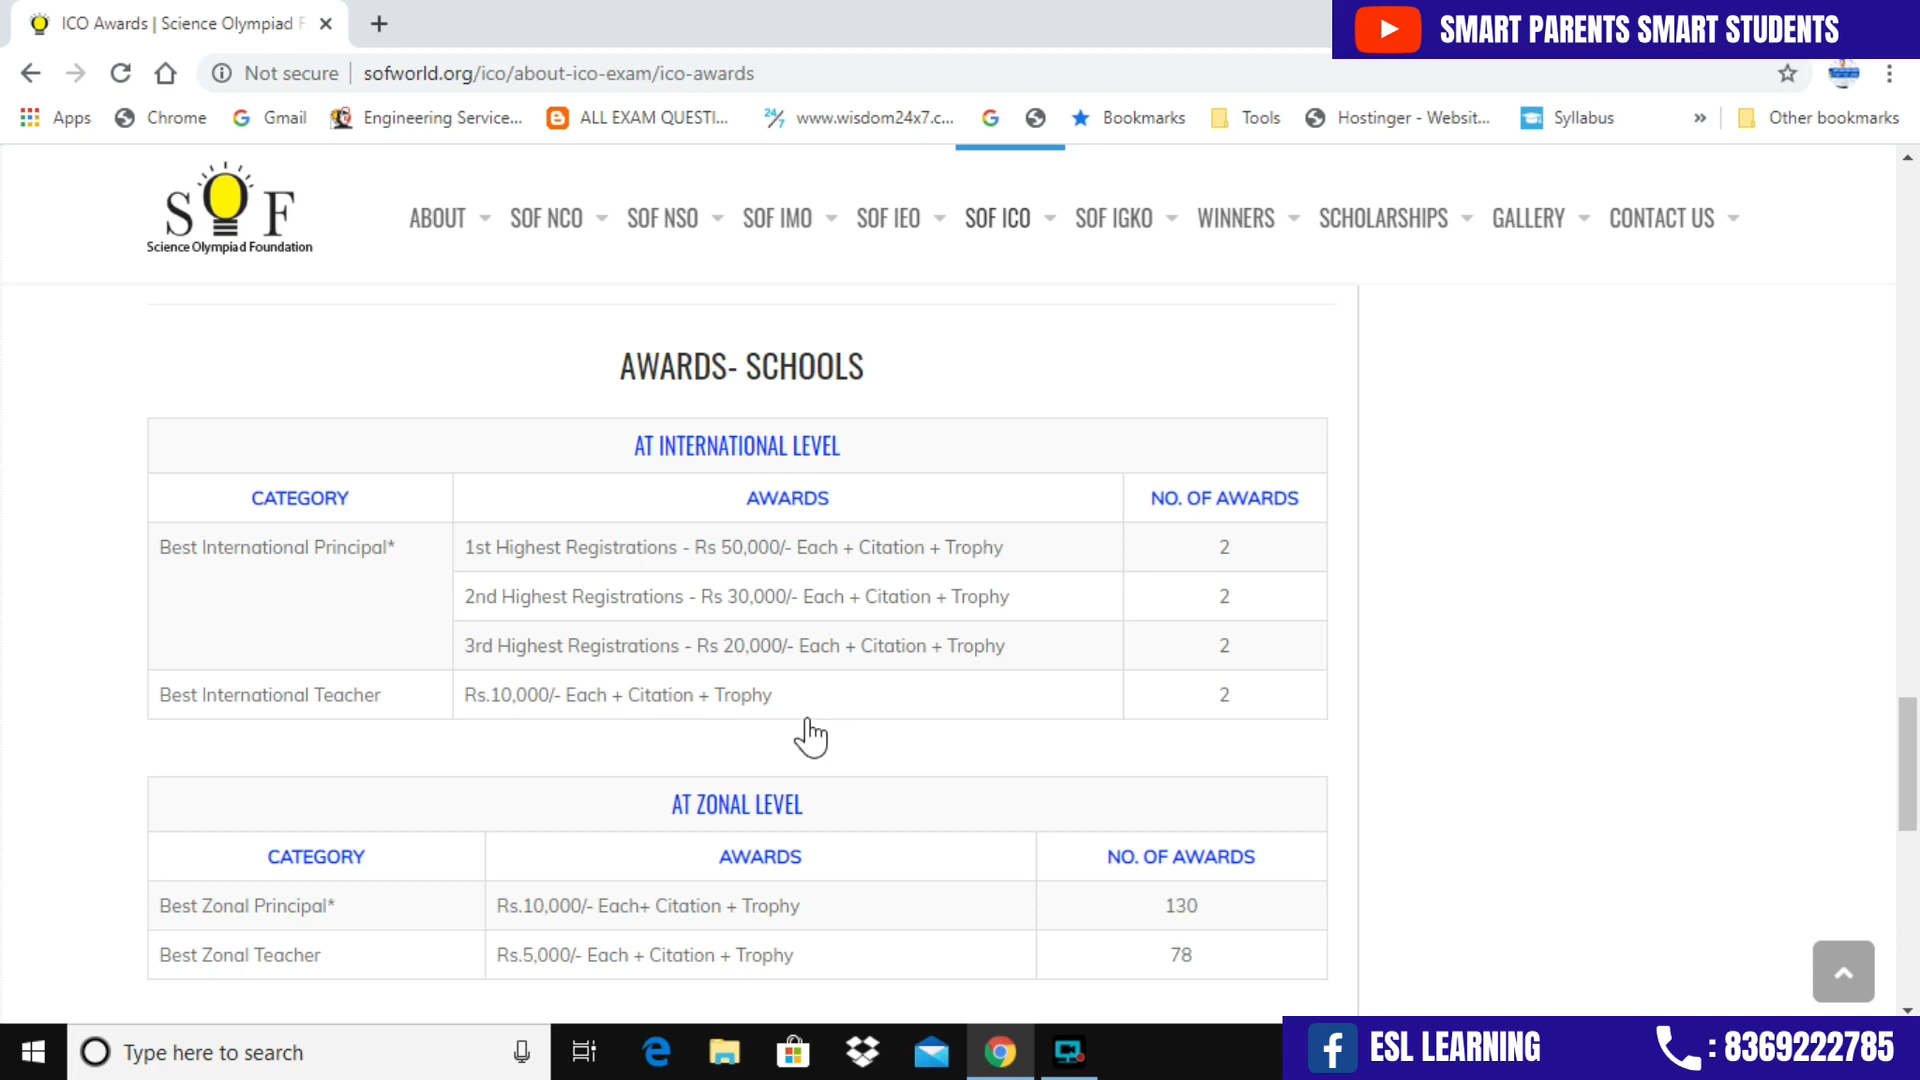 ICO Awards | Science Olympiad F
SMART PARENTS SMART STUDENTS
Not secure
sofworld.org/ico/about-ico-exam/ico-awards
Apps
Chrome
Gmail
Engineering Service...
ALL EXAM QUESTI...
24/7
www.wisdom24x7.c...
Bookmarks
Tools
Hostinger - Websit...
Syllabus
»
Other bookmarks
SOF
Science Olympiad Foundation
ABOUT
SOF NCO
SOF NSO
SOF IMO
SOF IEO
SOF ICO
SOF IGKO
WINNERS
SCHOLARSHIPS
GALLERY
CONTACT US
AWARDS- SCHOOLS
AT INTERNATIONAL LEVEL
CATEGORY AWARDS NO. OF AWARDS
Best International Principal* 1st Highest Registrations - Rs 50,000/- Each + Citation + Trophy 2
2nd Highest Registrations - Rs 30,000/- Each + Citation + Trophy 2
3rd Highest Registrations - Rs 20,000/- Each + Citation + Trophy 2
Best International Teacher Rs.10,000/- Each + Citation + Trophy 2
AT ZONAL LEVEL
CATEGORY AWARDS NO. OF AWARDS
Best Zonal Principal* Rs.10,000/- Each+ Citation + Trophy 130
Best Zonal Teacher Rs.5,000/- Each + Citation + Trophy 78
Type here to search
ESL LEARNING
: 8369222785